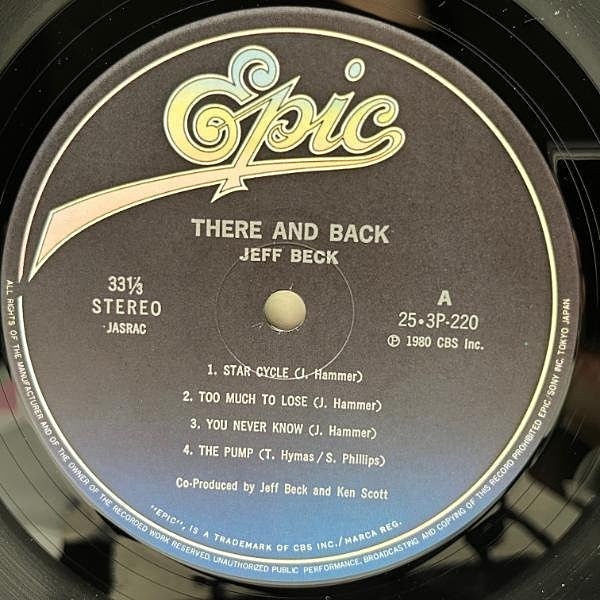 Epic
THERE AND BACK
JEFF BECK
33 1/3
STEREO
·JASRAC
A
25•3P-220
℗ 1980 CBS Inc.
1. STAR CYCLE (J. Hammer)
2. TOO MUCH TO LOSE (J. Hammer)
3. YOU NEVER KNOW (J. Hammer)
4. THE PUMP (T. Hymas/S. Phillips)
Co-Produced by Jeff Beck and Ken Scott
"EPIC", IS A TRADEMARK OF CBS INC./MARCA REG.
ALL RIGHTS OF THE MANUFACTURER AND OF THE OWNER OF THE RECORDED WORK RESERVED. UNAUTHORIZED PUBLIC PERFORMANCE, BROADCASTING AND COPYING OF THIS RECORD PROHIBITED EPIC/SONY INC. TOKYO JAPAN